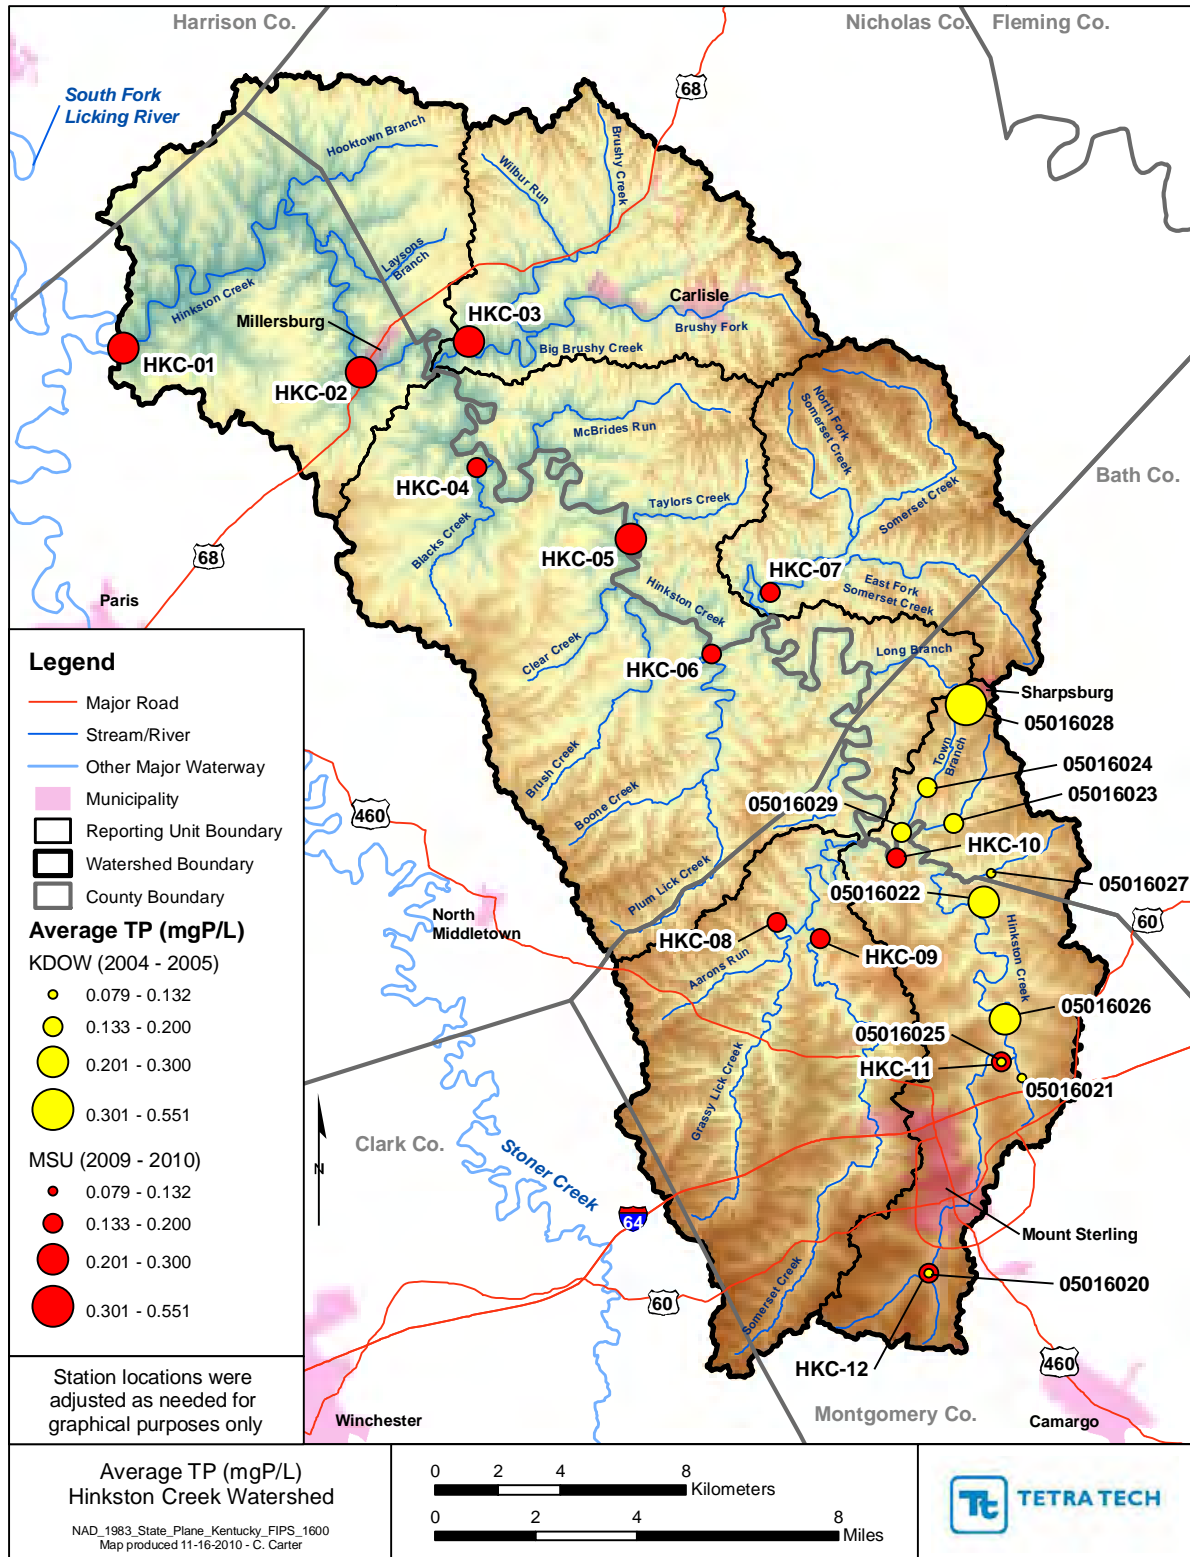 Harrison Co.
Nicholas Co.
Fleming Co.
South Fork
Licking River
68
Hooktown Branch
Wilbur Run
Brushy Creek
Laysons
Branch
Hinkston Creek
Millersburg
HKC-03
Carlisle
Brushy Fork
Big Brushy Creek
HKC-01
HKC-02
McBrides Run
North Fork
Somerset Creek
HKC-04
Bath Co.
Taylors Creek
Somerset Creek
Blacks Creek
68
HKC-05
HKC-07
Paris
Hinkston Creek
East Fork
Somerset Creek
Clear Creek
HKC-06
Long Branch
Sharpsburg
05016028
Town
Branch
05016024
Brush Creek
05016029
05016023
460
Boone Creek
HKC-10
05016027
05016022
Plum Lick Creek
North
Middletown
60
HKC-08
HKC-09
Hinkston Creek
Aarons Run
05016026
05016025
HKC-11
05016021
Grassy Lick Creek
Clark Co.
Stoner Creek
64
Mount Sterling
Somerset Creek
05016020
60
HKC-12
460
Montgomery Co.
Winchester
Camargo
Legend
Major Road
Stream/River
Other Major Waterway
Municipality
Reporting Unit Boundary
Watershed Boundary
County Boundary
Average TP (mgP/L)
KDOW (2004 - 2005)
0.079 - 0.132
0.133 - 0.200
0.201 - 0.300
0.301 - 0.551
MSU (2009 - 2010)
0.079 - 0.132
0.133 - 0.200
0.201 - 0.300
0.301 - 0.551
N
Station locations were
adjusted as needed for
graphical purposes only
Average TP (mgP/L)
Hinkston Creek Watershed
NAD_1983_State_Plane_Kentucky_FIPS_1600
Map produced 11-16-2010 - C. Carter
0 2 4 8
Kilometers
0 2 4 8
Miles
Tt
TETRA TECH